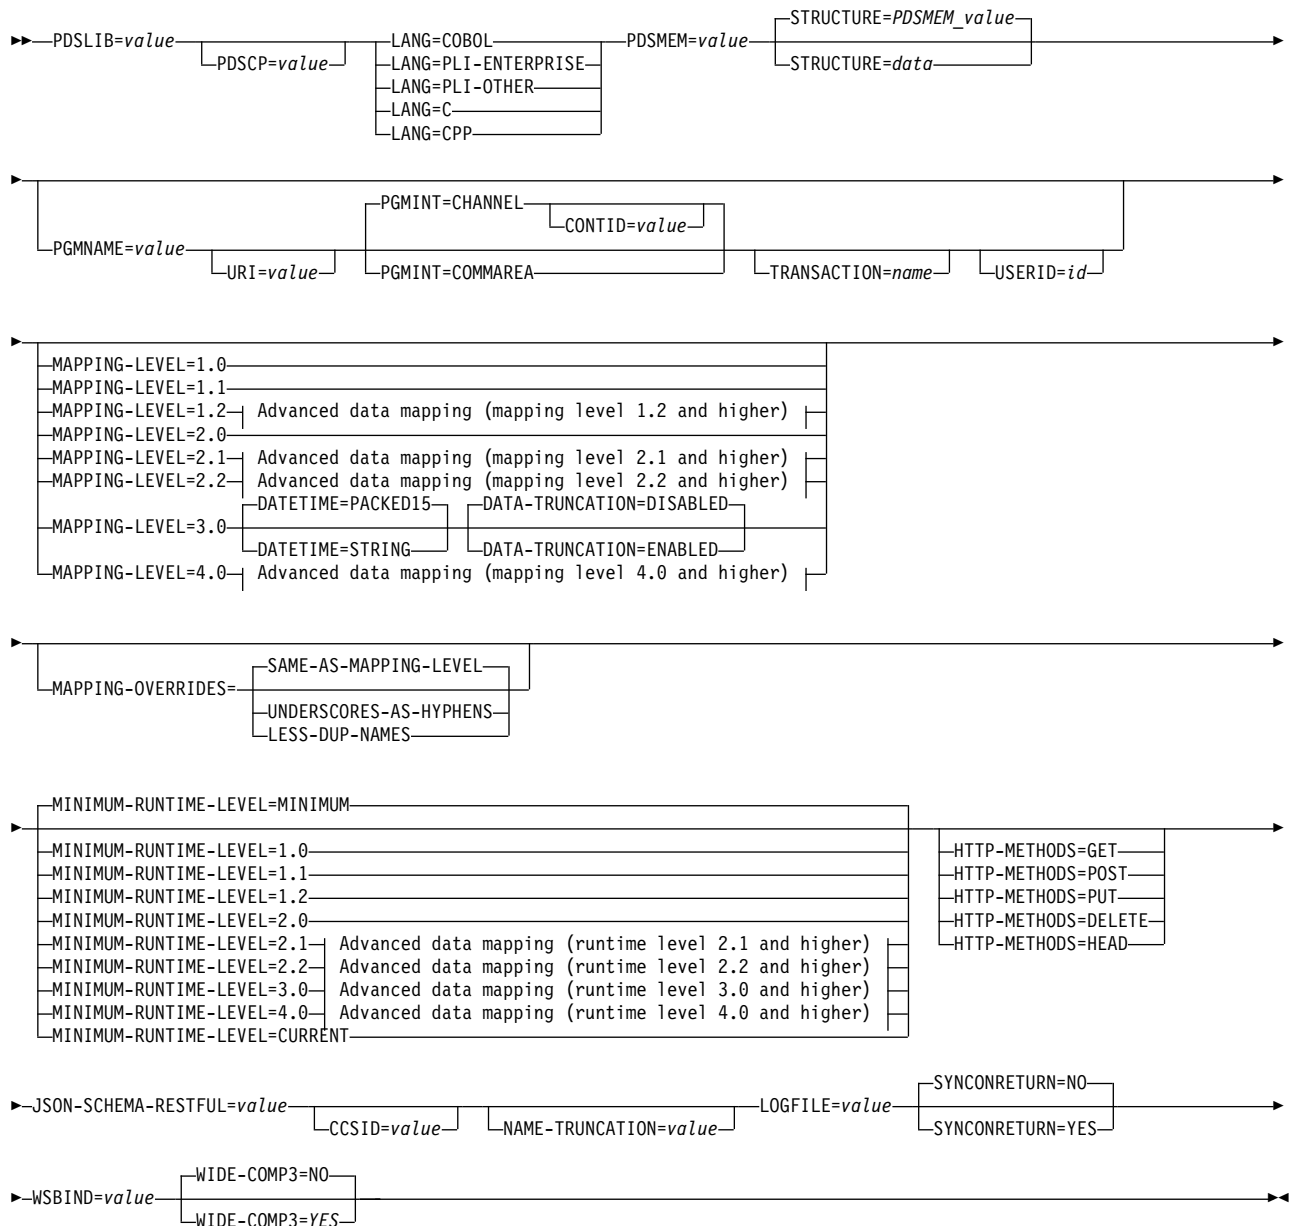 STRUCTURE=PDSMEM_value
PDSLIB=value LANG=COBOL PDSMEM=value
PDSCP=value LANG=PLI-ENTERPRISE STRUCTURE=data
LANG=PLI-OTHER
LANG=C
LANG=CPP
PGMINT=CHANNEL
CONTID=value
PGMNAME=value
URI=value PGMINT=COMMAREA TRANSACTION=name USERID=id
MAPPING-LEVEL=1.0
MAPPING-LEVEL=1.1
MAPPING-LEVEL=1.2 Advanced data mapping (mapping level 1.2 and higher)
MAPPING-LEVEL=2.0
MAPPING-LEVEL=2.1 Advanced data mapping (mapping level 2.1 and higher)
MAPPING-LEVEL=2.2 Advanced data mapping (mapping level 2.2 and higher)
DATETIME=PACKED15 DATA-TRUNCATION=DISABLED
MAPPING-LEVEL=3.0
DATETIME=STRING DATA-TRUNCATION=ENABLED
MAPPING-LEVEL=4.0 Advanced data mapping (mapping level 4.0 and higher)
SAME-AS-MAPPING-LEVEL
MAPPING-OVERRIDES=
UNDERSCORES-AS-HYPHENS
LESS-DUP-NAMES
MINIMUM-RUNTIME-LEVEL=MINIMUM
MINIMUM-RUNTIME-LEVEL=1.0 HTTP-METHODS=GET
MINIMUM-RUNTIME-LEVEL=1.1 HTTP-METHODS=POST
MINIMUM-RUNTIME-LEVEL=1.2 HTTP-METHODS=PUT
MINIMUM-RUNTIME-LEVEL=2.0 HTTP-METHODS=DELETE
MINIMUM-RUNTIME-LEVEL=2.1 Advanced data mapping (runtime level 2.1 and higher) HTTP-METHODS=HEAD
MINIMUM-RUNTIME-LEVEL=2.2 Advanced data mapping (runtime level 2.2 and higher)
MINIMUM-RUNTIME-LEVEL=3.0 Advanced data mapping (runtime level 3.0 and higher)
MINIMUM-RUNTIME-LEVEL=4.0 Advanced data mapping (runtime level 4.0 and higher)
MINIMUM-RUNTIME-LEVEL=CURRENT
SYNCONRETURN=NO
JSON-SCHEMA-RESTFUL=value LOGFILE=value
CCSID=value NAME-TRUNCATION=value SYNCONRETURN=YES
WIDE-COMP3=NO
WSBIND=value
WIDE-COMP3=YES